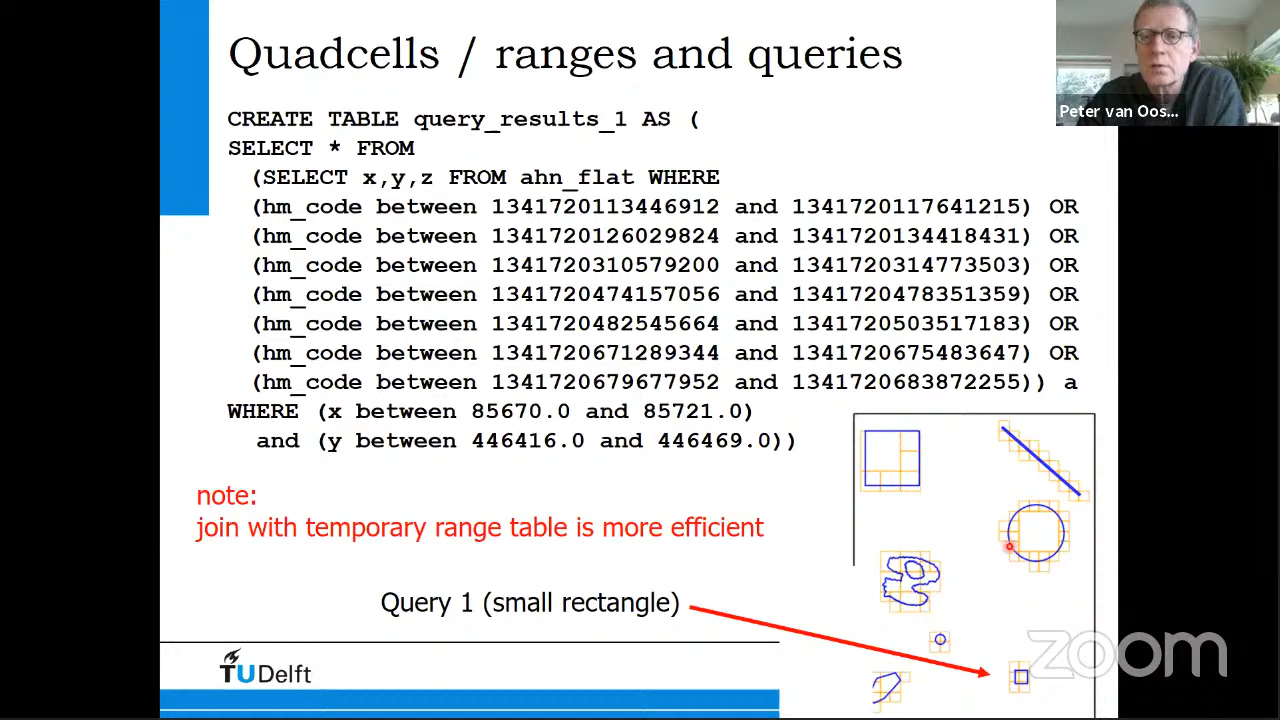 Quadcells / ranges and queries
Peter van Oos...
CREATE TABLE query_results_1 AS (
SELECT * FROM
(SELECT x,y,z FROM ahn_flat WHERE
(hm_code between 1341720113446912 and 1341720117641215) OR
(hm_code between 1341720126029824 and 1341720134418431) OR
(hm_code between 1341720310579200 and 1341720314773503) OR
(hm_code between 1341720474157056 and 1341720478351359) OR
(hm_code between 1341720482545664 and 1341720503517183) OR
(hm_code between 1341720671289344 and 1341720675483647) OR
(hm_code between 1341720679677952 and 1341720683872255)) a
WHERE (x between 85670.0 and 85721.0)
and (y between 446416.0 and 446469.0))
note:
join with temporary range table is more efficient
Query 1 (small rectangle)
TUDelft
zoom